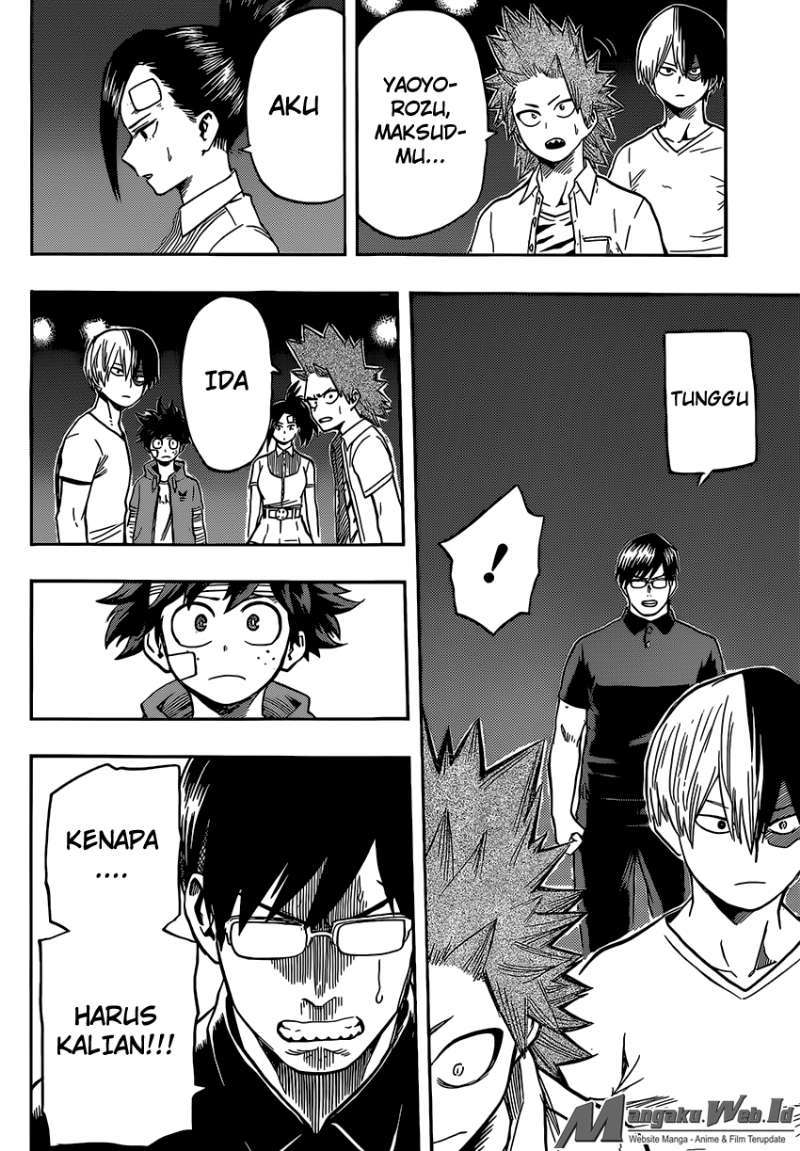 YAOYO-
ROZU,
MAKSUD-
MU...
AKU
TUNGGU
!
IDA
KENAPA
....
HARUS
KALIAN!!!
Mangaku.Web.Id
Website Manga - Anime & Film Terupdate